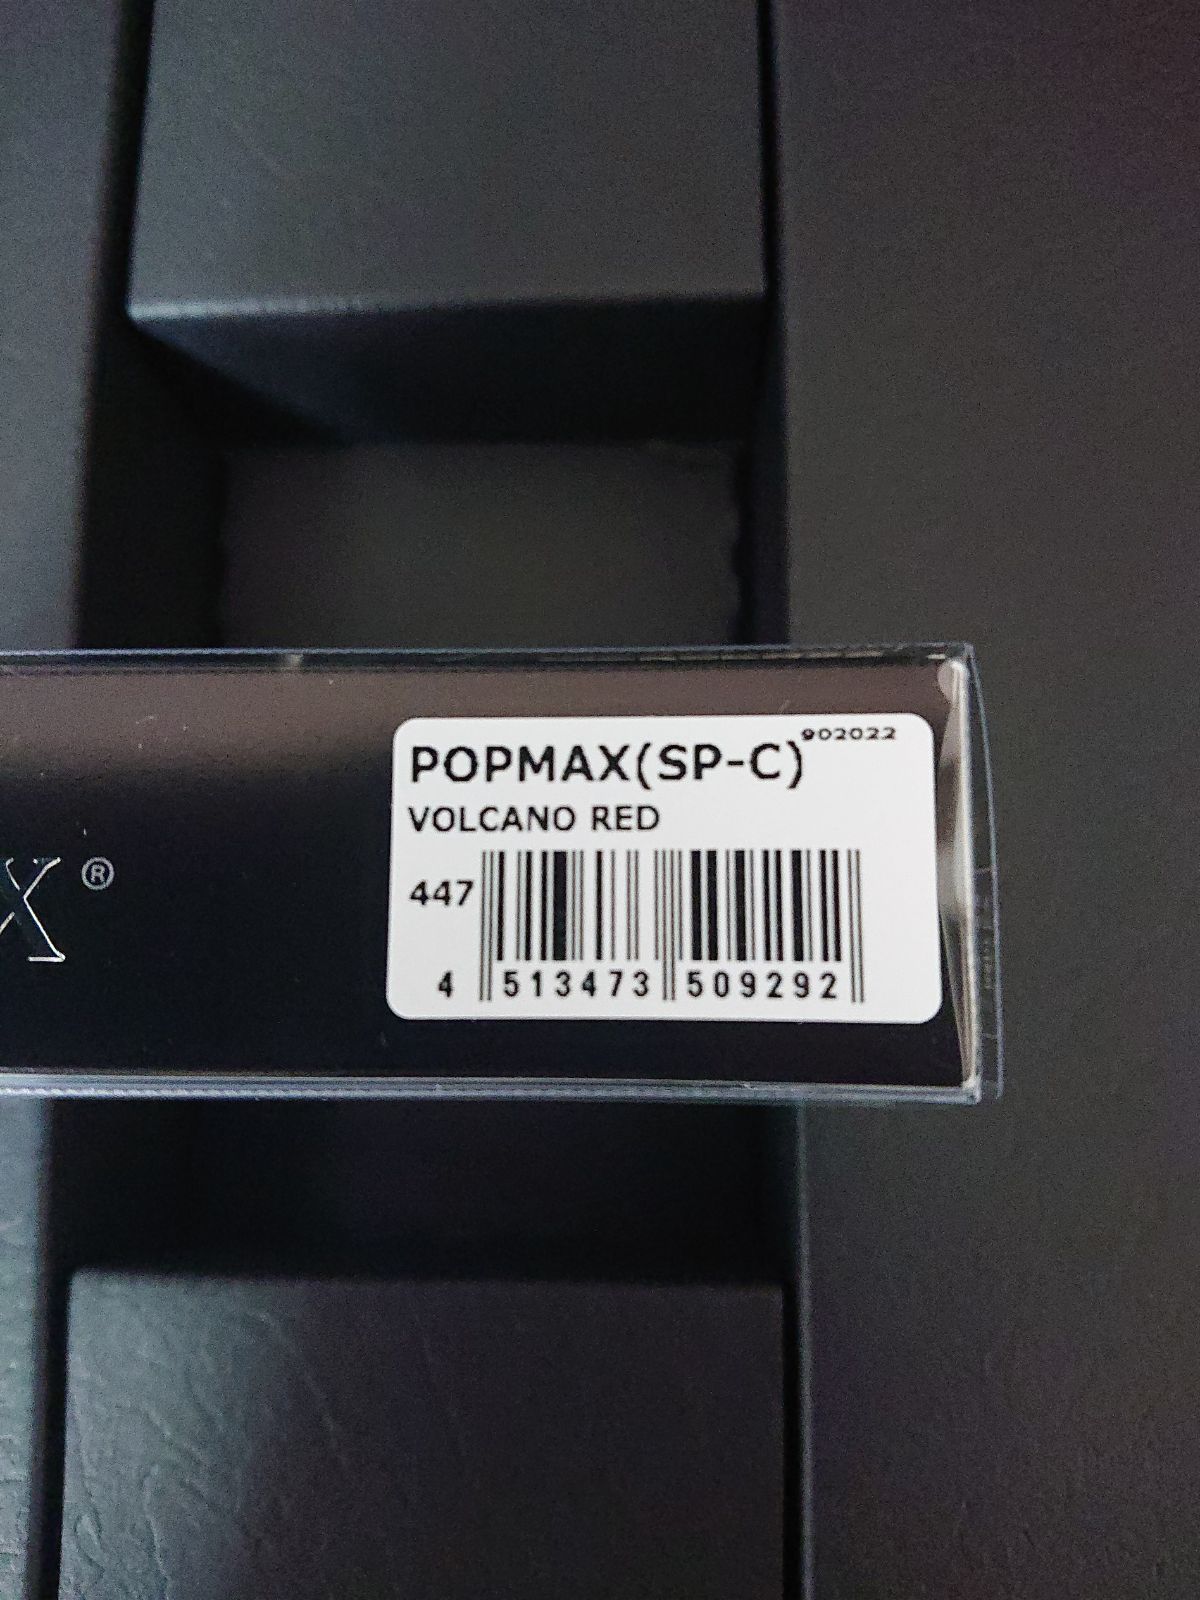 POPMAX(SP-C)
902022
VOLCANO RED
447
4 513473 509292
X®